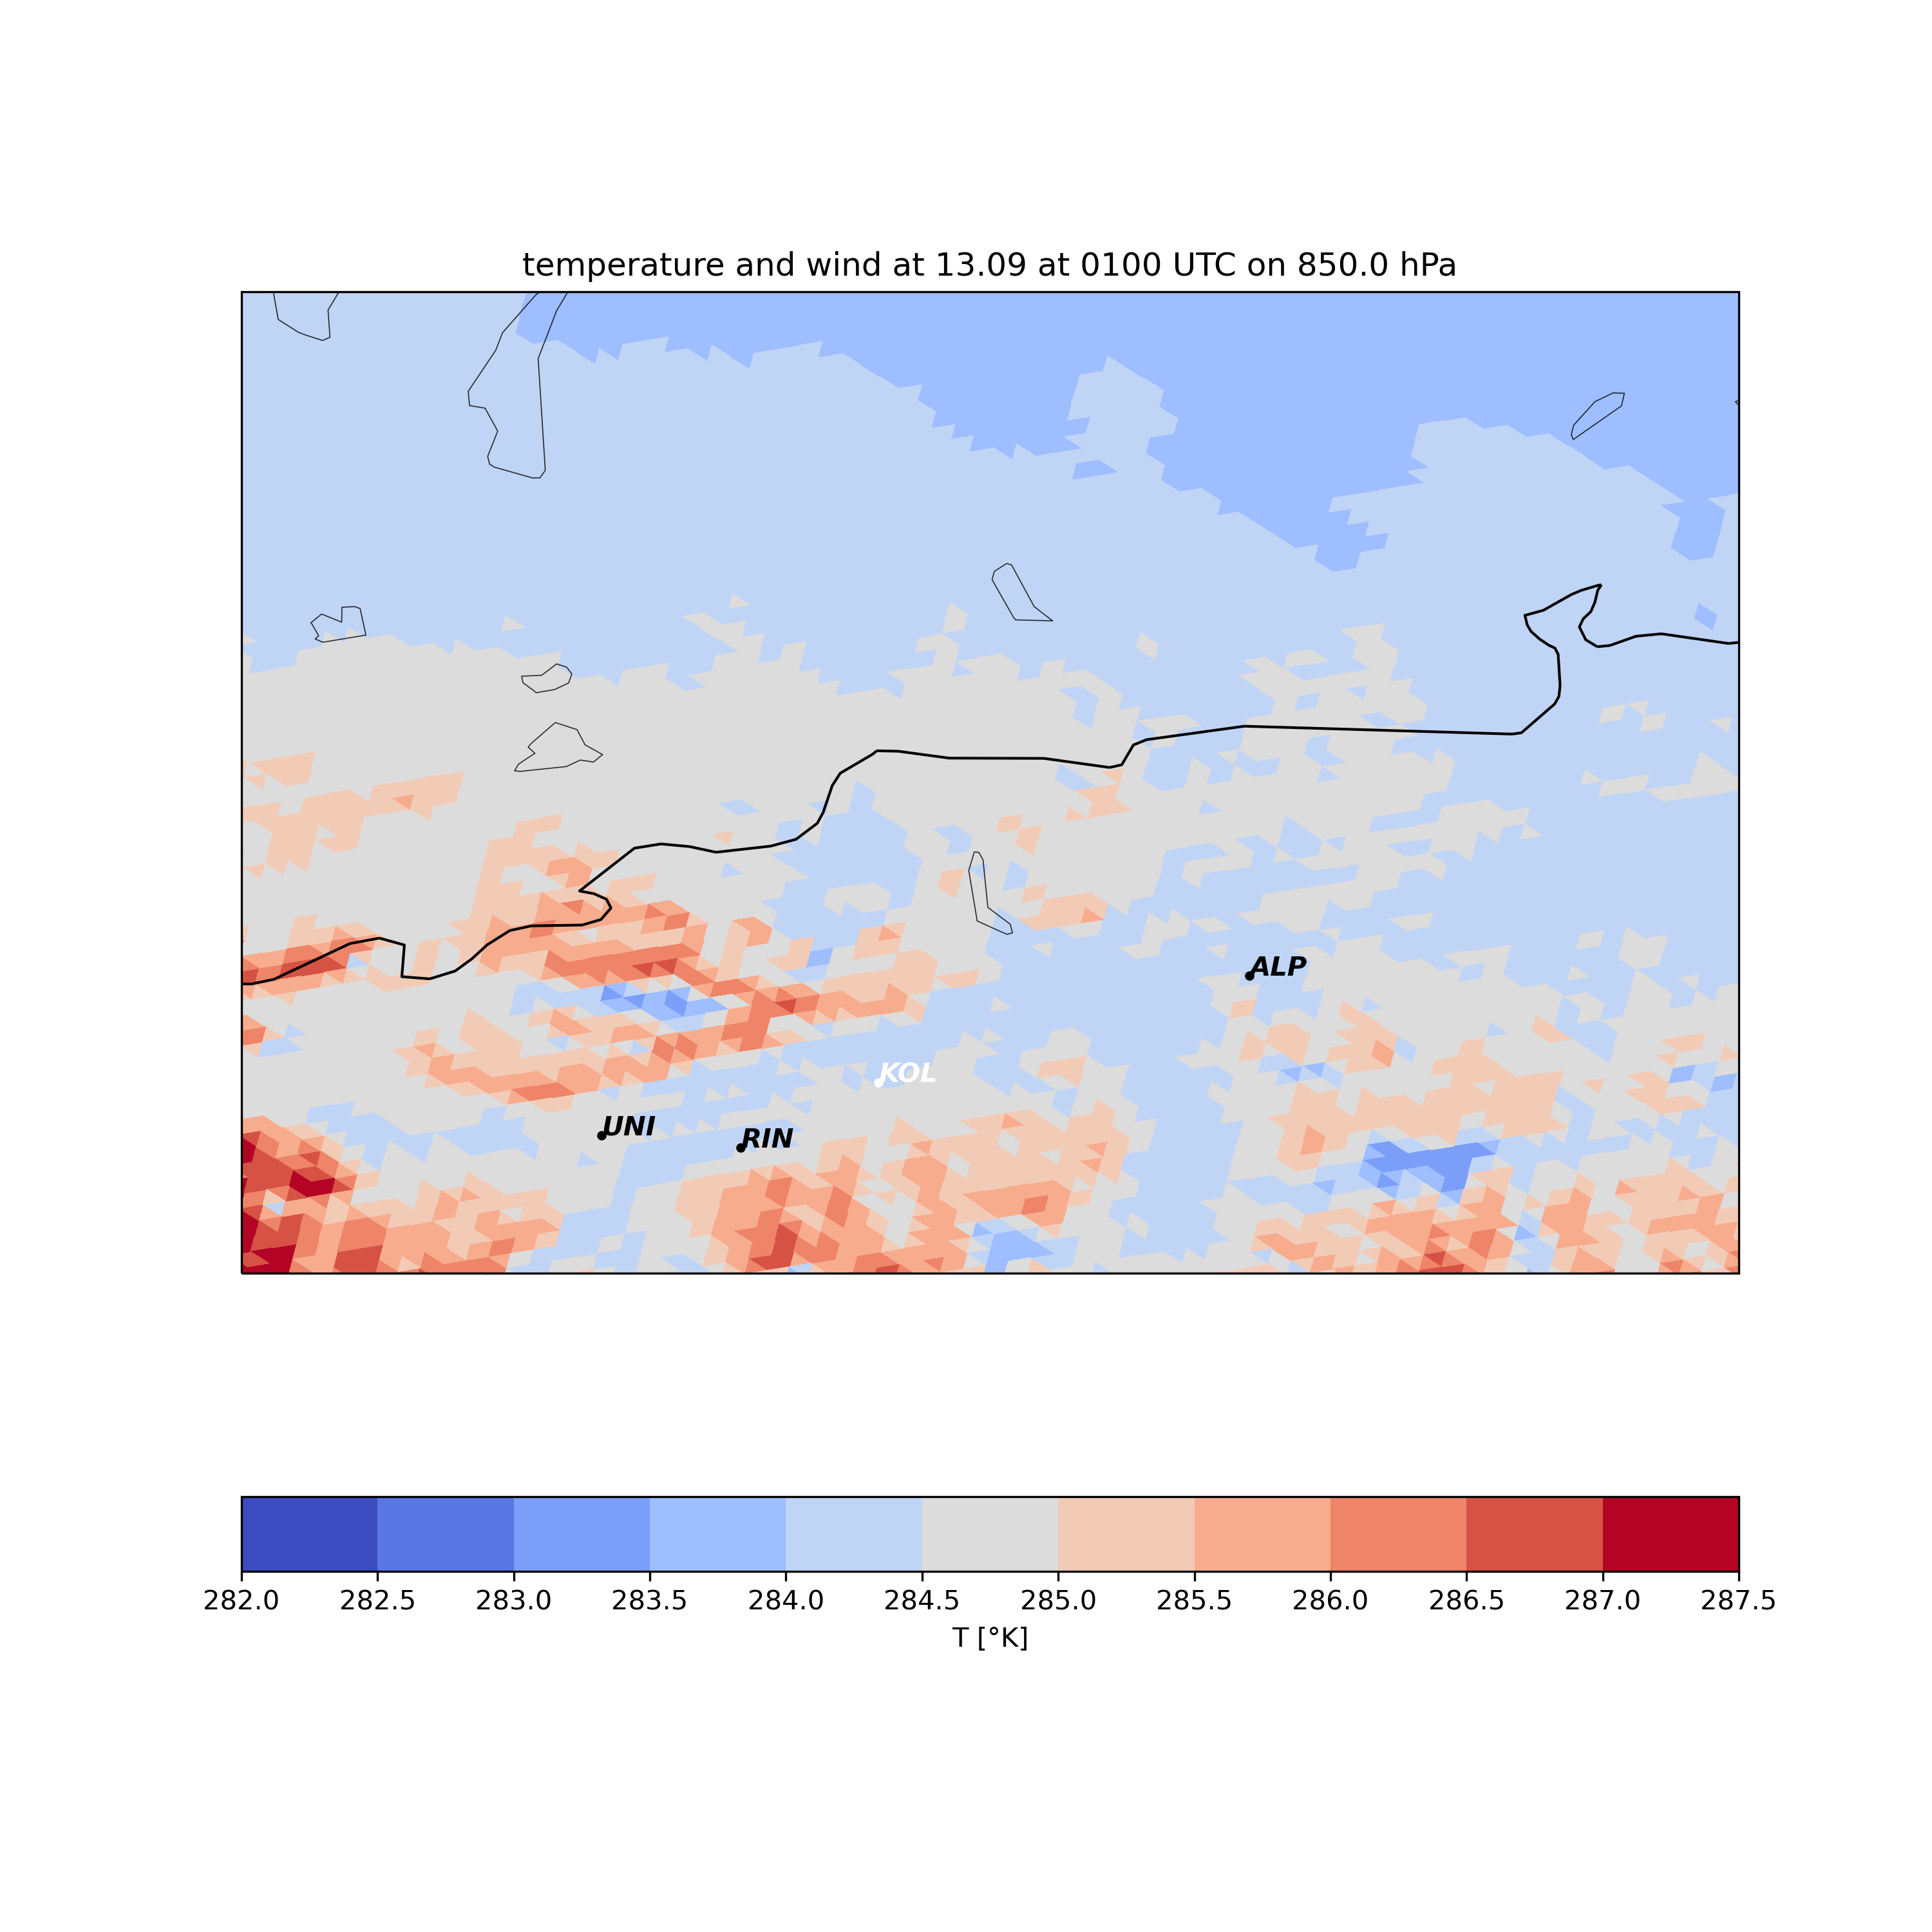 temperature and wind at 13.09 at 0100 UTC on 850.0 hPa
ALP
KOL
UNI
RIN
282.0 282.5 283.0 283.5 284.0 284.5 285.0 285.5 286.0 286.5 287.0 287.5
T [°K]